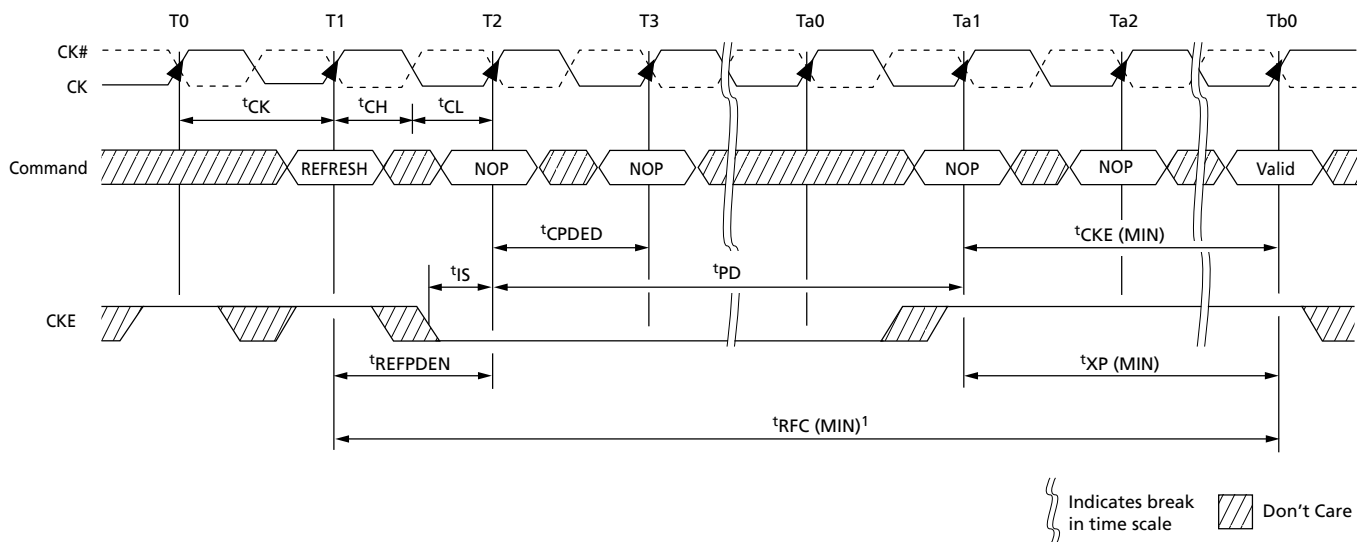 T0 T1 T2 T3 Ta0 Ta1 Ta2 Tb0
CK#
CK
tCK tCH tCL
Command REFRESH NOP NOP NOP NOP Valid
tCPDED tCKE (MIN)
tIS tPD
CKE
tREFPDEN tXP (MIN)
tRFC (MIN)1
Indicates break
in time scale
Don't Care